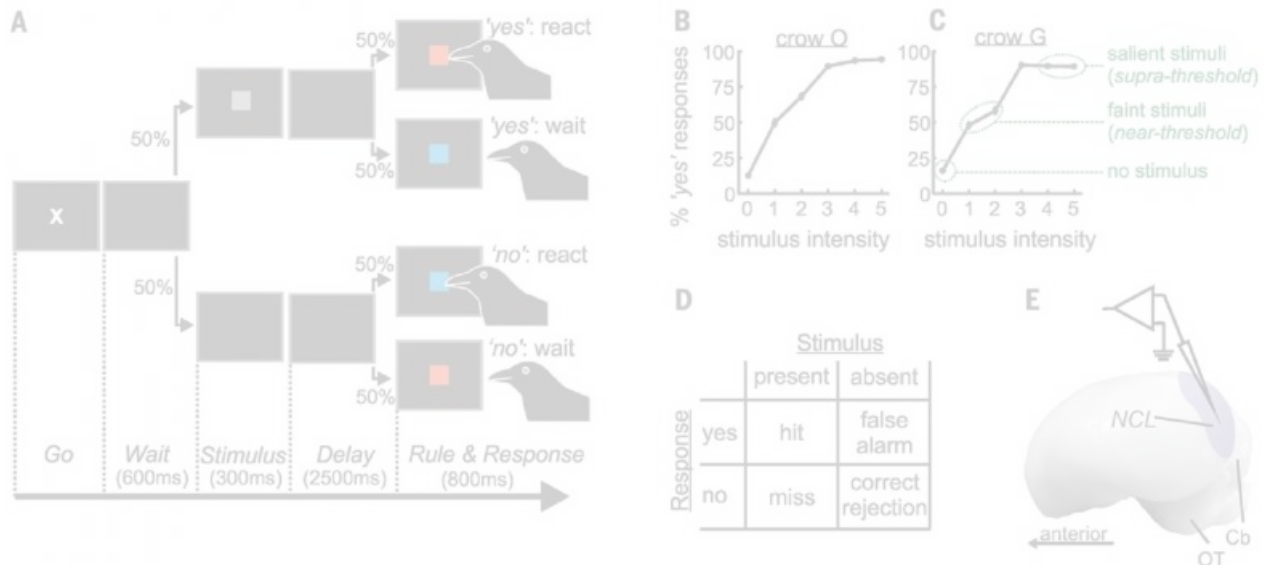 A
X
50%
50%
50%
'yes': react
50%
'yes': wait
50%
50%
'no': react
'no': wait
50%
Go
Wait
(600ms)
Stimulus
(300ms)
Delay
(2500ms)
Rule & Response
(800ms)
B
crow O
% 'yes' responses
100
75
50
25
0
0 1 2 3 4 5
stimulus intensity
C
crow G
100
75
50
25
0
0 1 2 3 4 5
stimulus intensity
salient stimuli
(supra-threshold)
faint stimuli
(near-threshold)
no stimulus
D
Stimulus
present absent
Response
yes hit false
alarm
no miss correct
rejection
E
NCL
Cb
OT
anterior